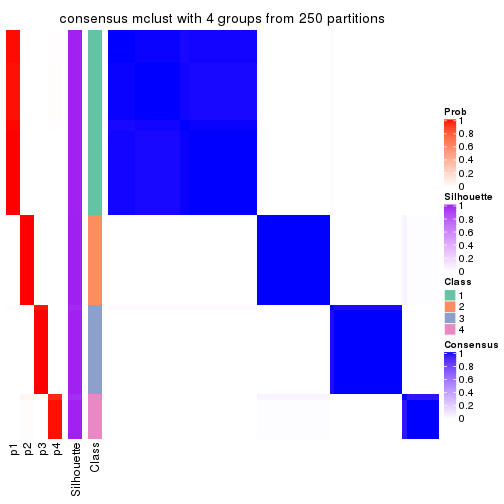 consensus mclust with 4 groups from 250 partitions
Prob
1
0.8
0.6
0.4
0.2
0
Silhouette
1
0.8
0.6
0.4
0.2
0
Class
1
2
3
4
Consensus
1
0.8
0.6
0.4
0.2
0
p1
p2
p3
p4
Silhouette
Class